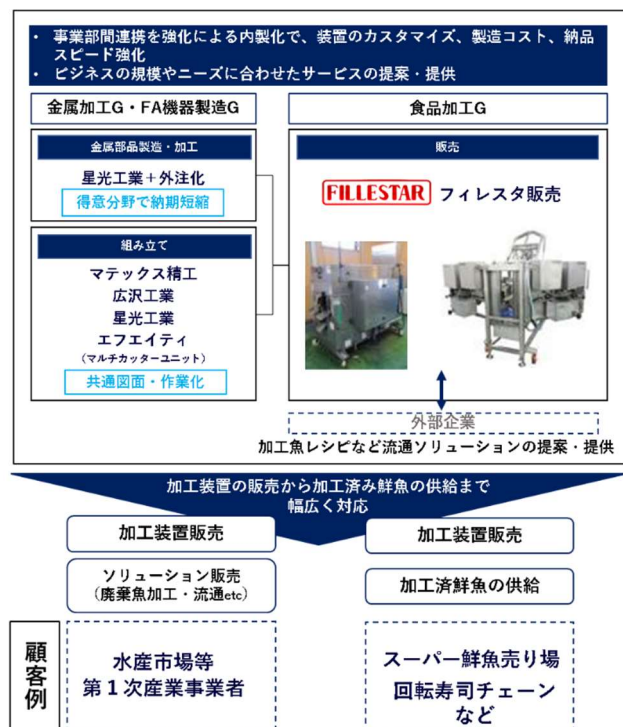 • 事業部間連携を強化による内製化で、装置のカスタマイズ、製造コスト、納品
スピード強化
• ビジネスの規模やニーズに合わせたサービスの提案・提供
金属加工G・FA機器製造G
食品加工G
金属部品製造・加工
星光工業＋外注化
得意分野で納期短縮
組み立て
マテックス精工
広沢工業
星光工業
エフエイティ
（マルチカッターユニット）
共通図面・作業化
販売
FILLESTAR フィレスタ販売
外部企業
加工魚レシピなど流通ソリューションの提案・提供
加工装置の販売から加工済み鮮魚の供給まで
幅広く対応
加工装置販売
加工装置販売
ソリューション販売
（廃棄魚加工・流通etc）
加工済鮮魚の供給
顧客例
水産市場等
第１次産業事業者
スーパー鮮魚売り場
回転寿司チェーン
など